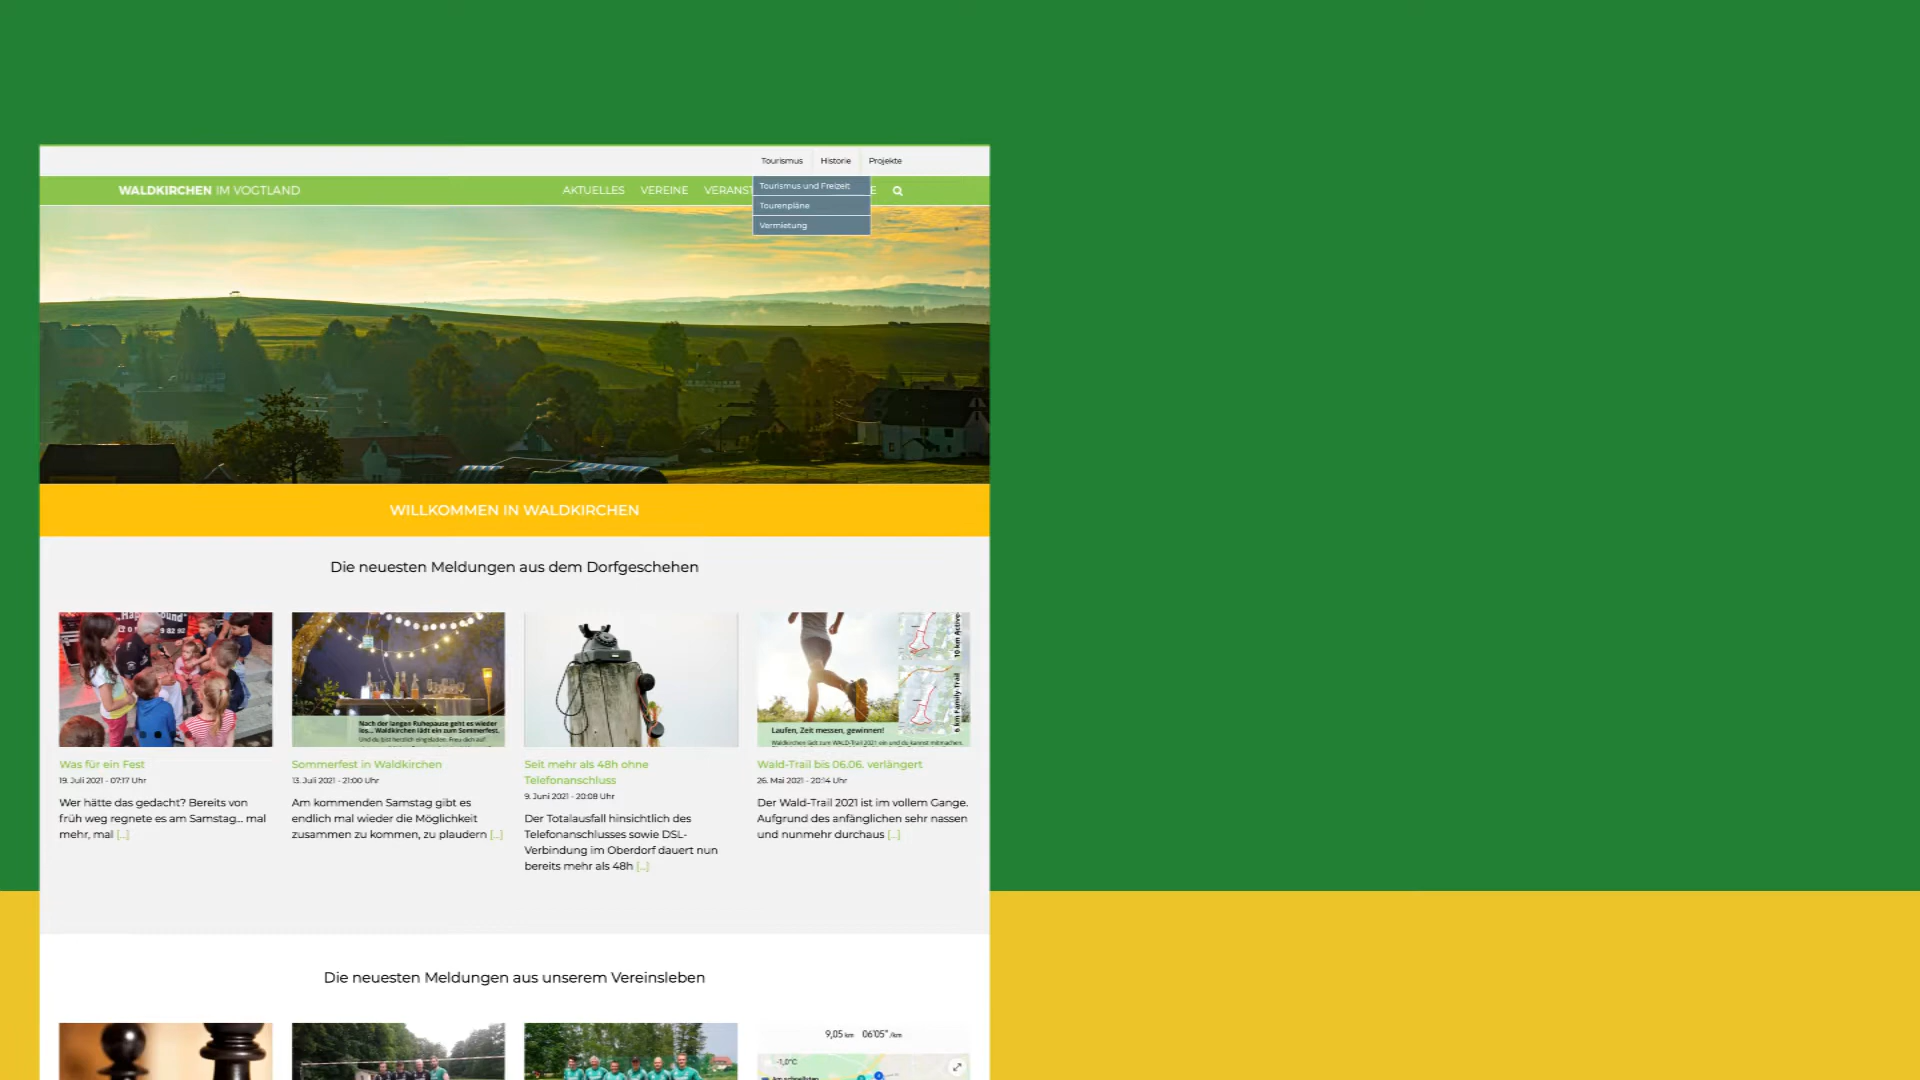 Tourismus Historie Projekte
WALDKIRCHEN IM VOGTLAND AKTUELLES VEREINE VERANST E
Tourismus und Freizeit
Tourenpläne
Vermietung
WILLKOMMEN IN WALDKIRCHEN
Die neuesten Meldungen aus dem Dorfgeschehen
Nach der langen Ruhepause geht es wieder
los... Waldkirchen lädt ein zum Sommerfest.
Und du bist herzlich eingeladen. Freu dich auf
Laufen, Zeit messen, gewinnen!
Waldkirchen lädt zum WALD-Trail 2021 ein und du kannst mitmachen.
10 km Active
6 km Family Trail
Was für ein Fest
19. Juli 2021 - 07:17 Uhr
Wer hätte das gedacht? Bereits von
früh weg regnete es am Samstag... mal
mehr, mal [...]
Sommerfest in Waldkirchen
13. Juli 2021 - 21:00 Uhr
Am kommenden Samstag gibt es
endlich mal wieder die Möglichkeit
zusammen zu kommen, zu plaudern [...]
Seit mehr als 48h ohne
Telefonanschluss
9. Juni 2021 - 20:08 Uhr
Der Totalausfall hinsichtlich des
Telefonanschlusses sowie DSL-
Verbindung im Oberdorf dauert nun
bereits mehr als 48h [...]
Wald-Trail bis 06.06. verlängert
26. Mai 2021 - 20:14 Uhr
Der Wald-Trail 2021 ist im vollem Gange.
Aufgrund des anfänglichen sehr nassen
und nunmehr durchaus [...]
Die neuesten Meldungen aus unserem Vereinsleben
9,05 km 06'05" /km
-1,0°C
Am schnellsten